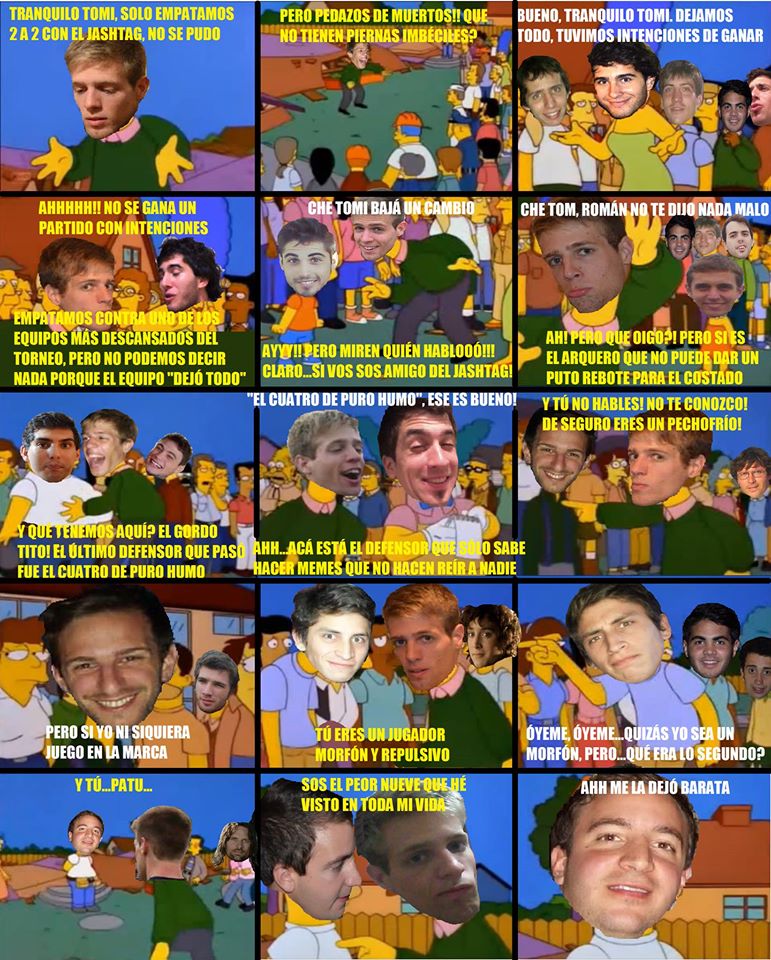 TRANQUILO TOMI, SOLO EMPATAMOS
2 A 2 CON EL JASHTAG, NO SE PUDO
PERO PEDAZOS DE MUERTOS!! QUE
NO TIENEN PIERNAS IMBÉCILES?
BUENO, TRANQUILO TOMI. DEJAMOS
TODO, TUVIMOS INTENCIONES DE GANAR
AHHHHH!! NO SE GANA UN
PARTIDO CON INTENCIONES
EMPATAMOS CONTRA UNO DE LOS
EQUIPOS MÁS DESCANSADOS DEL
TORNEO, PERO NO PODEMOS DECIR
NADA PORQUE EL EQUIPO "DEJÓ TODO"
CHE TOMI BAJÁ UN CAMBIO
AYYY!! PERO MIREN QUIÉN HABLOOÓ!!!
CLARO...SI VOS SOS AMIGO DEL JASHTAG!
CHE TOM, ROMÁN NO TE DIJO NADA MALO
AH! PERO QUE OIGO?! PERO SI ES
EL ARQUERO QUE NO PUEDE DAR UN
PUTO REBOTE PARA EL COSTADO
Y QUE TENEMOS AQUÍ? EL GORDO
TITO! EL ÚLTIMO DEFENSOR QUE PASÓ
FUE EL CUATRO DE PURO HUMO
"EL CUATRO DE PURO HUMO", ESE ES BUENO!
AHH...ACÁ ESTÁ EL DEFENSOR QUE SÓLO SABE
HACER MEMES QUE NO HACEN REÍR A NADIE
Y TÚ NO HABLES! NO TE CONOZCO!
DE SEGURO ERES UN PECHOFRÍO!
PERO SI YO NI SIQUIERA
JUEGO EN LA MARCA
TÚ ERES UN JUGADOR
MORFÓN Y REPULSIVO
ÓYEME, ÓYEME...QUIZÁS YO SEA UN
MORFÓN, PERO...QUÉ ERA LO SEGUNDO?
Y TÚ...PATU...
SOS EL PEOR NUEVE QUE HÉ
VISTO EN TODA MI VIDA
AHH ME LA DEJÓ BARATA